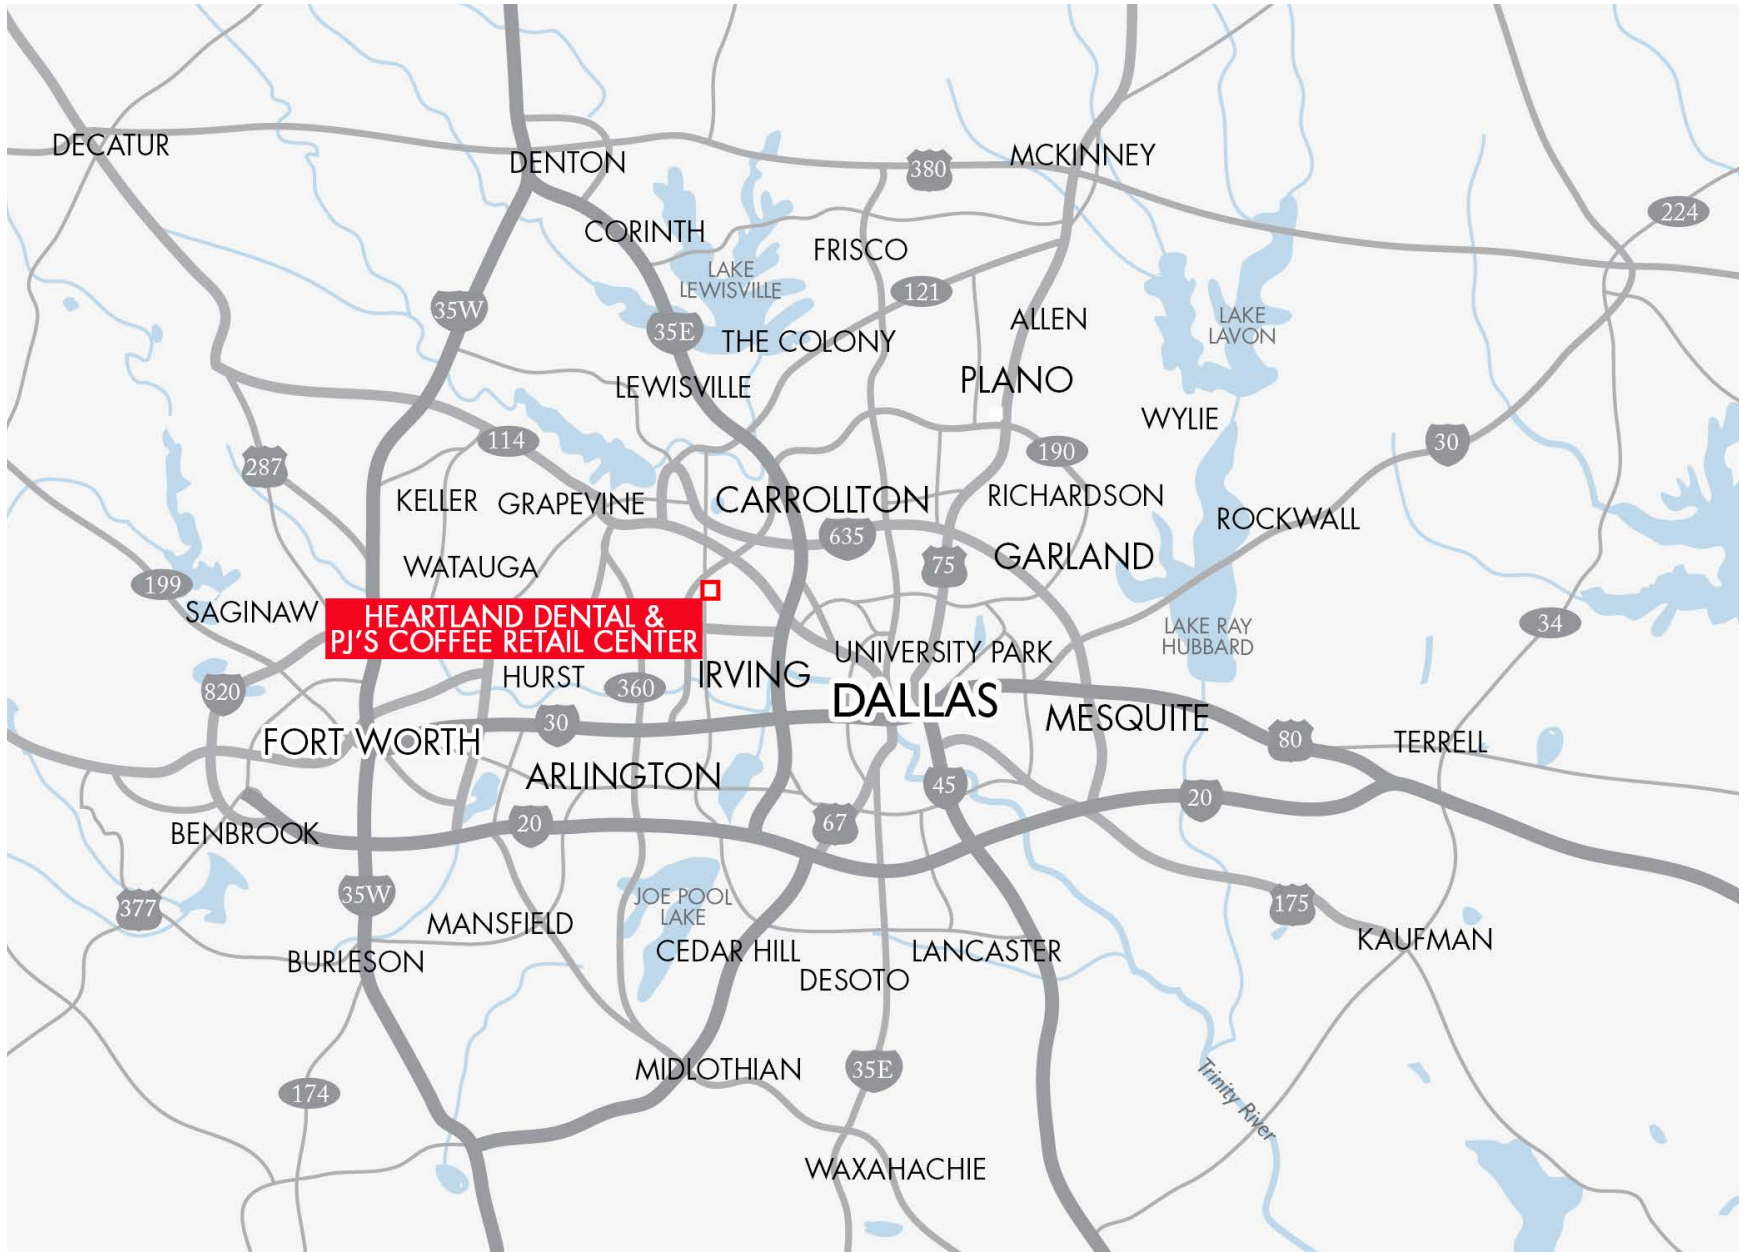 DECATUR
DENTON
380
MCKINNEY
224
CORINTH
FRISCO
LAKE
LEWISVILLE
121
35W
35E
THE COLONY
ALLEN
LAKE
LAVON
LEWISVILLE
PLANO
WYLIE
114
190
30
287
KELLER
GRAPEVINE
CARROLLTON
RICHARDSON
ROCKWALL
635
75
GARLAND
WATAUGA
199
SAGINAW
HEARTLAND DENTAL &
PJ'S COFFEE RETAIL CENTER
34
LAKE RAY
HUBBARD
UNIVERSITY PARK
820
HURST
360
IRVING
DALLAS
MESQUITE
30
FORT WORTH
80
TERRELL
ARLINGTON
45
20
BENBROOK
20
67
377
35W
JOE POOL
LAKE
175
MANSFIELD
KAUFMAN
BURLESON
CEDAR HILL
LANCASTER
DESOTO
MIDLOTHIAN
35E
174
Trinity River
WAXAHACHIE